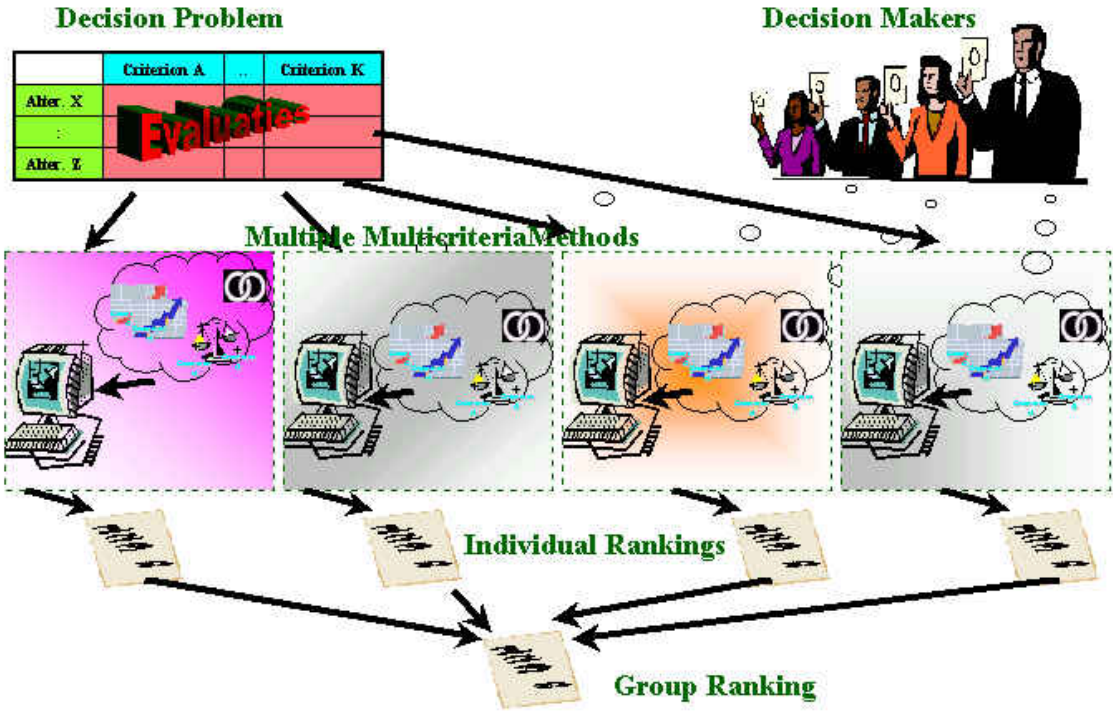 Decision Problem
Decision Makers
Criterion A .. Criterion K
Alter. X
:
Alter. Z
Evaluaties
Multiple MulticriteriaMethods
Individual Rankings
Group Ranking